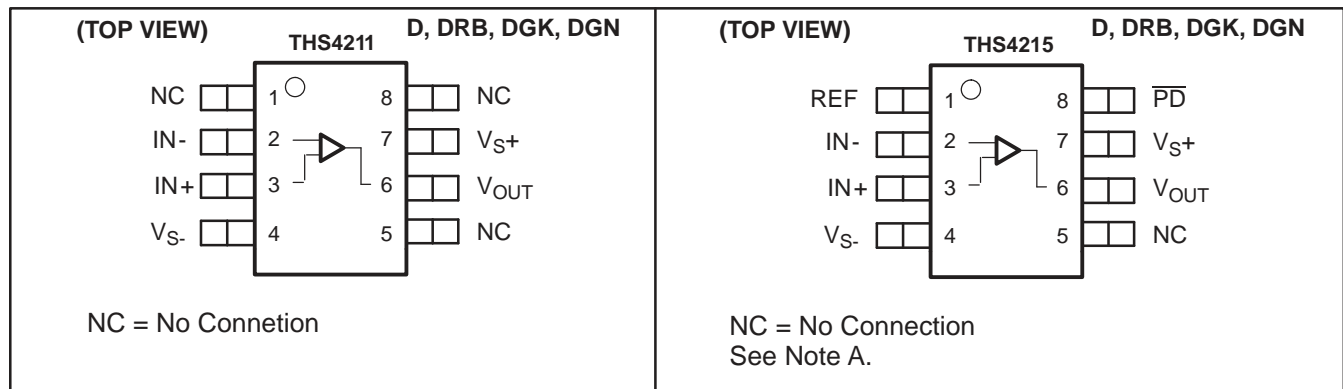 (TOP VIEW) THS4211 D, DRB, DGK, DGN
NC 1 8 NC
IN- 2 7 VS+
IN+ 3 6 VOUT
VS- 4 5 NC
NC = No Connetion
(TOP VIEW) THS4215 D, DRB, DGK, DGN
REF 1 8 P̅D̅
IN- 2 7 VS+
IN+ 3 6 VOUT
VS- 4 5 NC
NC = No Connection
See Note A.